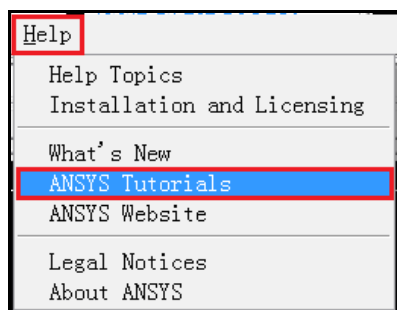 Help
Help Topics
Installation and Licensing
What's New
ANSYS Tutorials
ANSYS Website
Legal Notices
About ANSYS